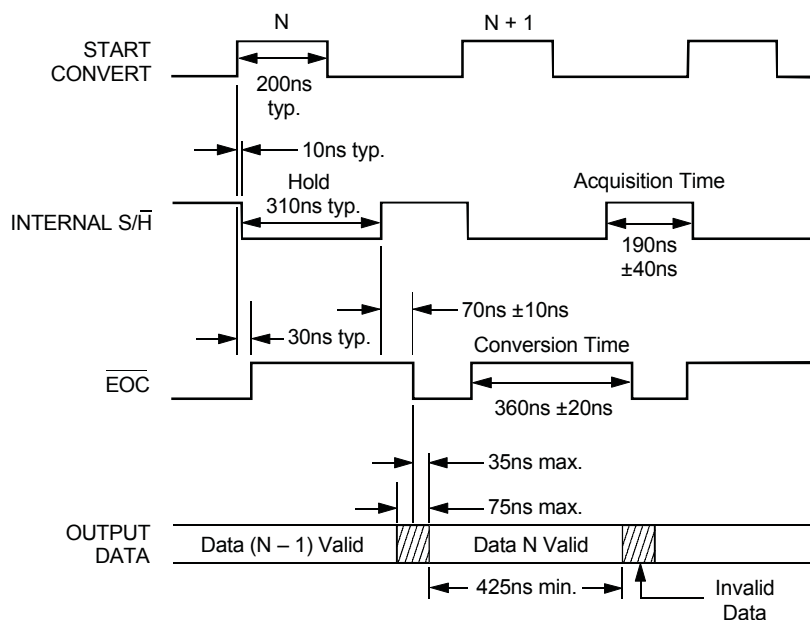 N
N + 1
START
CONVERT
200ns
typ.
10ns typ.
Hold
310ns typ.
Acquisition Time
INTERNAL S/H̅
190ns
±40ns
70ns ±10ns
30ns typ.
Conversion Time
E̅O̅C̅
360ns ±20ns
35ns max.
75ns max.
OUTPUT
DATA
Data (N – 1) Valid
Data N Valid
425ns min.
Invalid
Data